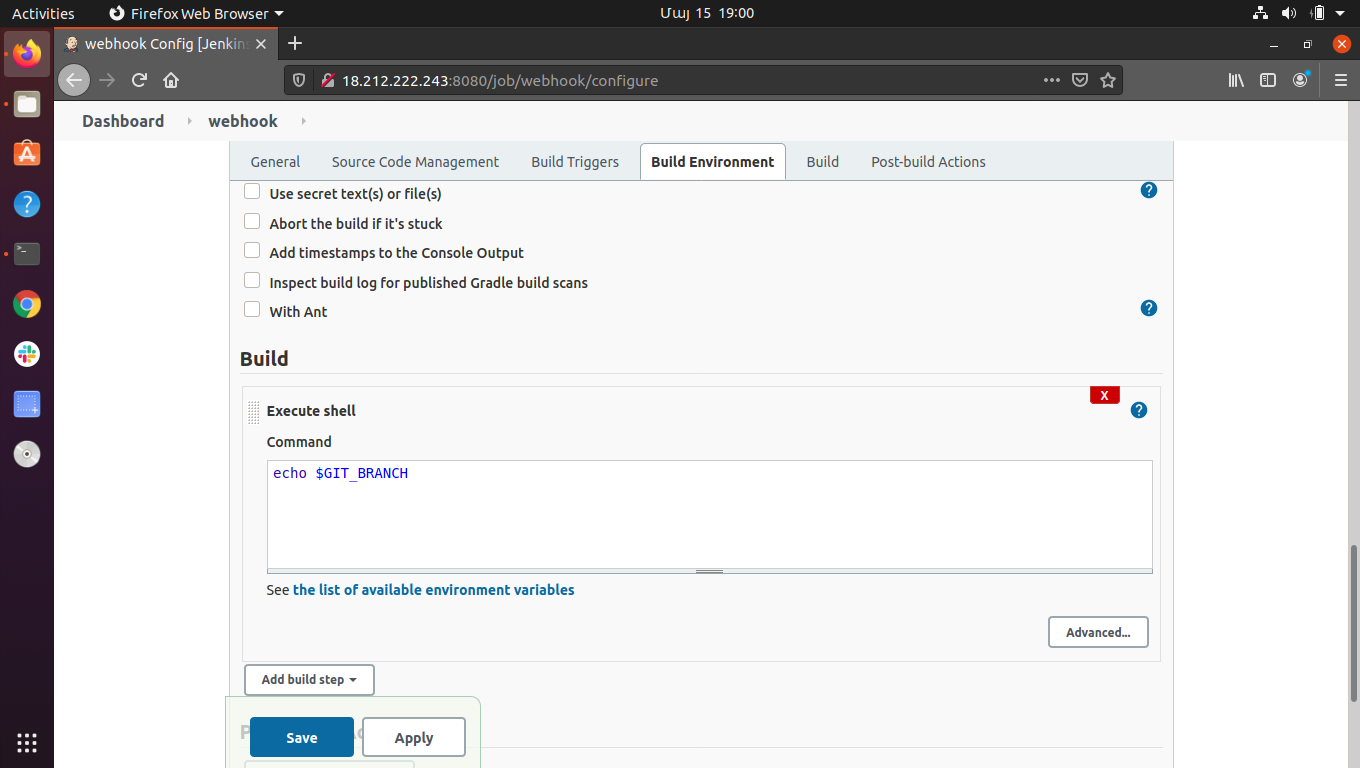 Activities Firefox Web Browser Մայ 15 19:00
webhook Config [Jenkins
18.212.222.243:8080/job/webhook/configure
Dashboard webhook
General Source Code Management Build Triggers Build Environment Build Post-build Actions
Use secret text(s) or file(s)
Abort the build if it's stuck
Add timestamps to the Console Output
Inspect build log for published Gradle build scans
With Ant
Build
X
Execute shell
Command
echo $GIT_BRANCH
See the list of available environment variables
Advanced...
Add build step
Save Apply